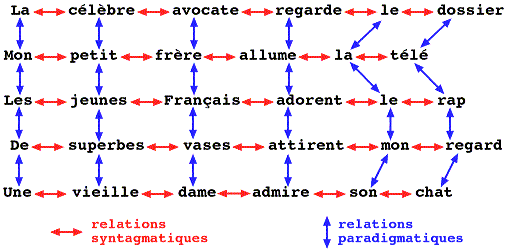 La célèbre avocate regarde le dossier
Mon petit frère allume la télé
Les jeunes Français adorent le rap
De superbes vases attirent mon regard
Une vieille dame admire son chat
relations syntagmatiques
relations paradigmatiques